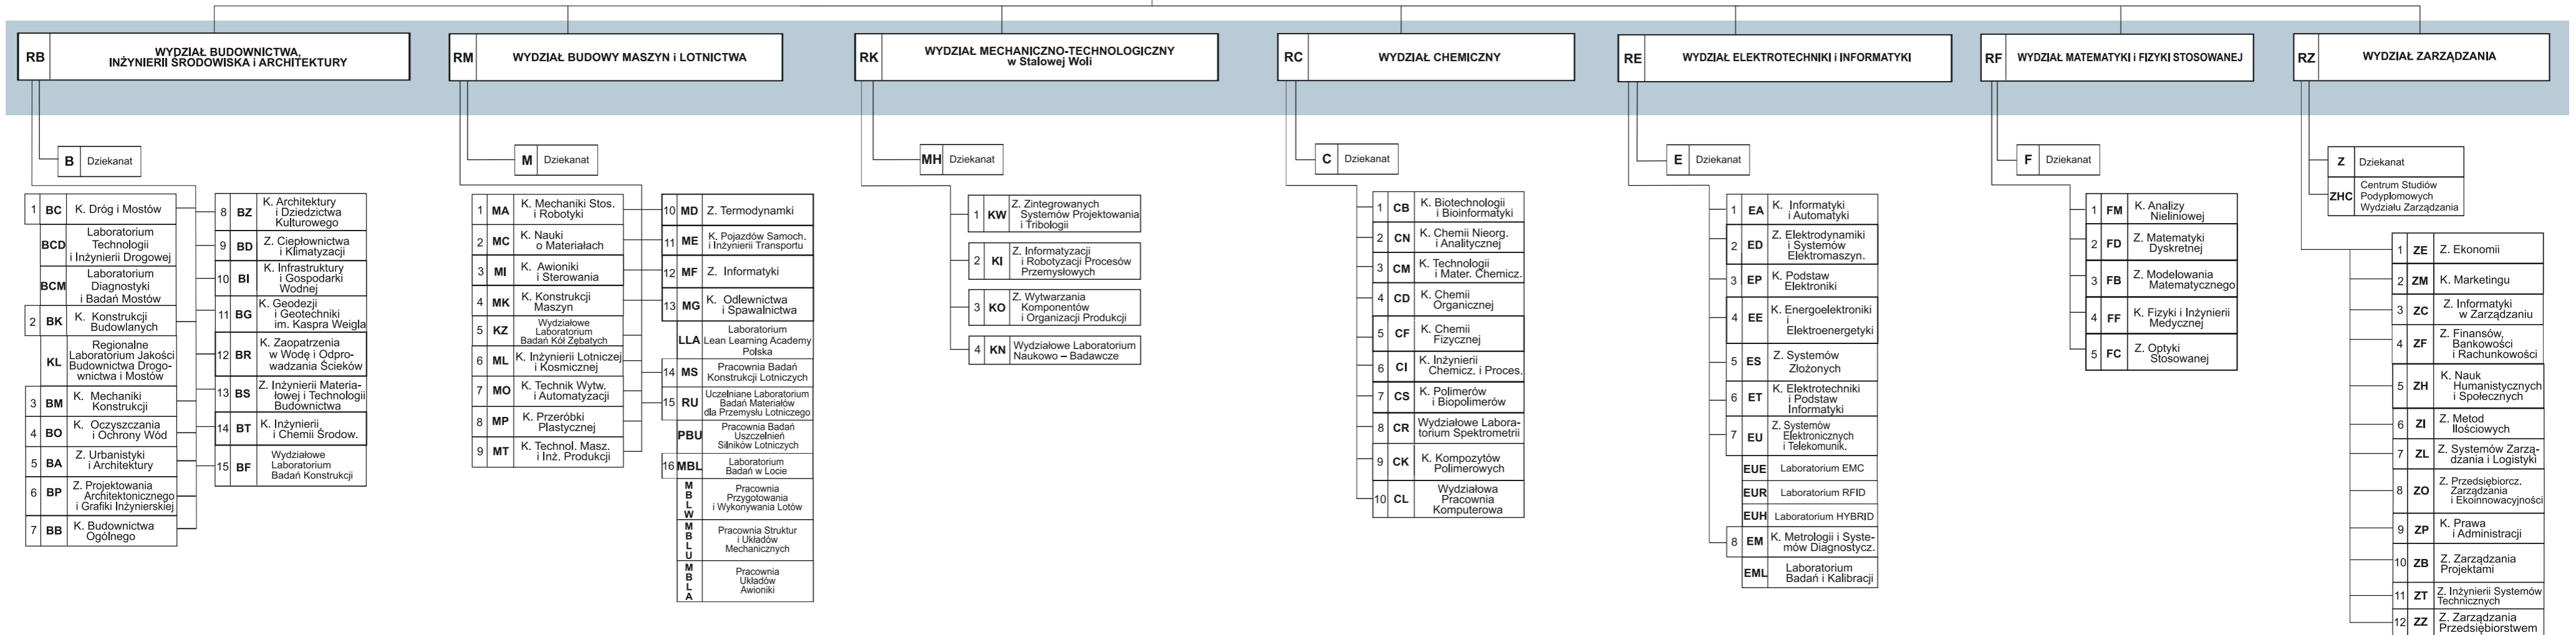 RB
WYDZIAŁ BUDOWNICTWA,
INŻYNIERII ŚRODOWISKA i ARCHITEKTURY
B Dziekanat
1 BC K. Dróg i Mostów
BCD Laboratorium
Technologii
i Inżynierii Drogowej
BCM Laboratorium
Diagnostyki
i Badań Mostów
2 BK K. Konstrukcji
Budowlanych
KL Regionalne
Laboratorium Jakości
Budownictwa Drogo-
wnictwa i Mostów
3 BM K. Mechaniki
Konstrukcji
4 BO K. Oczyszczania
i Ochrony Wód
5 BA Z. Urbanistyki
i Architektury
6 BP Z. Projektowania
Architektonicznego
i Grafiki Inżynierskiej
7 BB K. Budownictwa
Ogólnego
8 BZ K. Architektury
i Dziedzictwa
Kulturowego
9 BD Z. Ciepłownictwa
i Klimatyzacji
10 BI K. Infrastruktury
i Gospodarki
Wodnej
11 BG K. Geodezji
i Geotechniki
im. Kaspra Weigla
12 BR K. Zaopatrzenia
w Wodę i Odpro-
wadzania Ścieków
13 BS Z. Inżynierii Materia-
łowej i Technologii
Budownictwa
14 BT K. Inżynierii
i Chemii Środow.
15 BF Wydziałowe
Laboratorium
Badań Konstrukcji
RM WYDZIAŁ BUDOWY MASZYN i LOTNICTWA
M Dziekanat
1 MA K. Mechaniki Stos.
i Robotyki
2 MC K. Nauki
o Materiałach
3 MI K. Awioniki
i Sterowania
4 MK K. Konstrukcji
Maszyn
5 KZ Wydziałowe
Laboratorium
Badań Kół Zębatych
6 ML K. Inżynierii Lotniczej
i Kosmicznej
7 MO K. Technik Wytw.
i Automatyzacji
8 MP K. Przeróbki
Plastycznej
9 MT K. Technol. Masz.
i Inż. Produkcji
10 MD Z. Termodynamki
11 ME K. Pojazdów Samoch.
i Inżynierii Transportu
12 MF Z. Informatyki
13 MG K. Odlewnictwa
i Spawalnictwa
LLA Laboratorium
Lean Learning Academy
Polska
14 MS Pracownia Badań
Konstrukcji Lotniczych
15 RU Uczelniane Laboratorium
Badań Materiałów
dla Przemysłu Lotniczego
PBU Pracownia Badań
Uszczelnień
Silników Lotniczych
16 MBL Laboratorium
Badań w Locie
MBLW Pracownia
Przygotowania
i Wykonywania Lotów
MBLU Pracownia Struktur
i Układów
Mechanicznych
MBLA Pracownia
Układów
Awioniki
RK WYDZIAŁ MECHANICZNO-TECHNOLOGICZNY
w Stalowej Woli
MH Dziekanat
1 KW Z. Zintegrowanych
Systemów Projektowania
i Tribologii
2 KI Z. Informatyzacji
i Robotyzacji Procesów
Przemysłowych
3 KO Z. Wytwarzania
Komponentów
i Organizacji Produkcji
4 KN Wydziałowe Laboratorium
Naukowo – Badawcze
RC WYDZIAŁ CHEMICZNY
C Dziekanat
1 CB K. Biotechnologii
i Bioinformatyki
2 CN K. Chemii Nieorg.
i Analitycznej
3 CM K. Technologii
i Mater. Chemicz.
4 CD K. Chemii
Organicznej
5 CF K. Chemii
Fizycznej
6 CI K. Inżynierii
Chemicz. i Proces.
7 CS K. Polimerów
i Biopolimerów
8 CR Wydziałowe Labora-
torium Spektrometrii
9 CK K. Kompozytów
Polimerowych
10 CL Wydziałowa
Pracownia
Komputerowa
RE WYDZIAŁ ELEKTROTECHNIKI i INFORMATYKI
E Dziekanat
1 EA K. Informatyki
i Automatyki
2 ED Z. Elektrodynamiki
i Systemów
Elektromaszyn.
3 EP K. Podstaw
Elektroniki
4 EE K. Energoelektroniki
i
Elektroenergetyki
5 ES Z. Systemów
Złożonych
6 ET K. Elektrotechniki
i Podstaw
Informatyki
7 EU Z. Systemów
Elektronicznych
i Telekomunik.
EUE Laboratorium EMC
EUR Laboratorium RFID
EUH Laboratorium HYBRID
8 EM K. Metrologii i Syste-
mów Diagnostycz.
EML Laboratorium
Badań i Kalibracji
RF WYDZIAŁ MATEMATYKI i FIZYKI STOSOWANEJ
F Dziekanat
1 FM K. Analizy
Nieliniowej
2 FD Z. Matematyki
Dyskretnej
3 FB Z. Modelowania
Matematycznego
4 FF K. Fizyki i Inżynierii
Medycznej
5 FC Z. Optyki
Stosowanej
RZ WYDZIAŁ ZARZĄDZANIA
Z Dziekanat
ZHC Centrum Studiów
Podyplomowych
Wydziału Zarządzania
1 ZE Z. Ekonomii
2 ZM K. Marketingu
3 ZC Z. Informatyki
w Zarządzaniu
4 ZF Z. Finansów,
Bankowości
i Rachunkowości
5 ZH K. Nauk
Humanistycznych
i Społecznych
6 ZI Z. Metod
Ilościowych
7 ZL Z. Systemów Zarzą-
dzania i Logistyki
8 ZO Z. Przedsiębiorcz.
Zarządzania
i Ekoinnowacyjności
9 ZP K. Prawa
i Administracji
10 ZB Z. Zarządzania
Projektami
11 ZT Z. Inżynierii Systemów
Technicznych
12 ZZ Z. Zarządzania
Przedsiębiorstwem